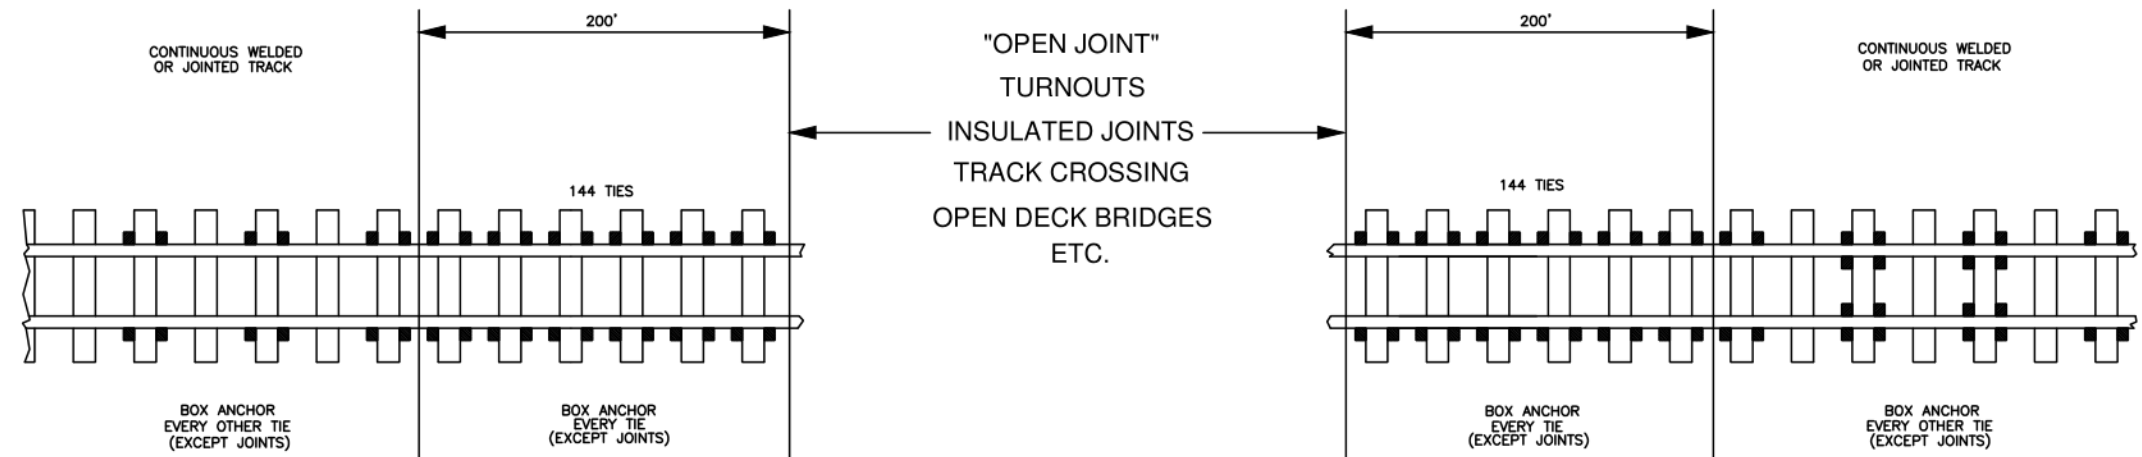 200'
CONTINUOUS WELDED
OR JOINTED TRACK
"OPEN JOINT"
TURNOUTS
INSULATED JOINTS
TRACK CROSSING
OPEN DECK BRIDGES
ETC.
200'
CONTINUOUS WELDED
OR JOINTED TRACK
144 TIES
144 TIES
BOX ANCHOR
EVERY OTHER TIE
(EXCEPT JOINTS)
BOX ANCHOR
EVERY TIE
(EXCEPT JOINTS)
BOX ANCHOR
EVERY TIE
(EXCEPT JOINTS)
BOX ANCHOR
EVERY OTHER TIE
(EXCEPT JOINTS)